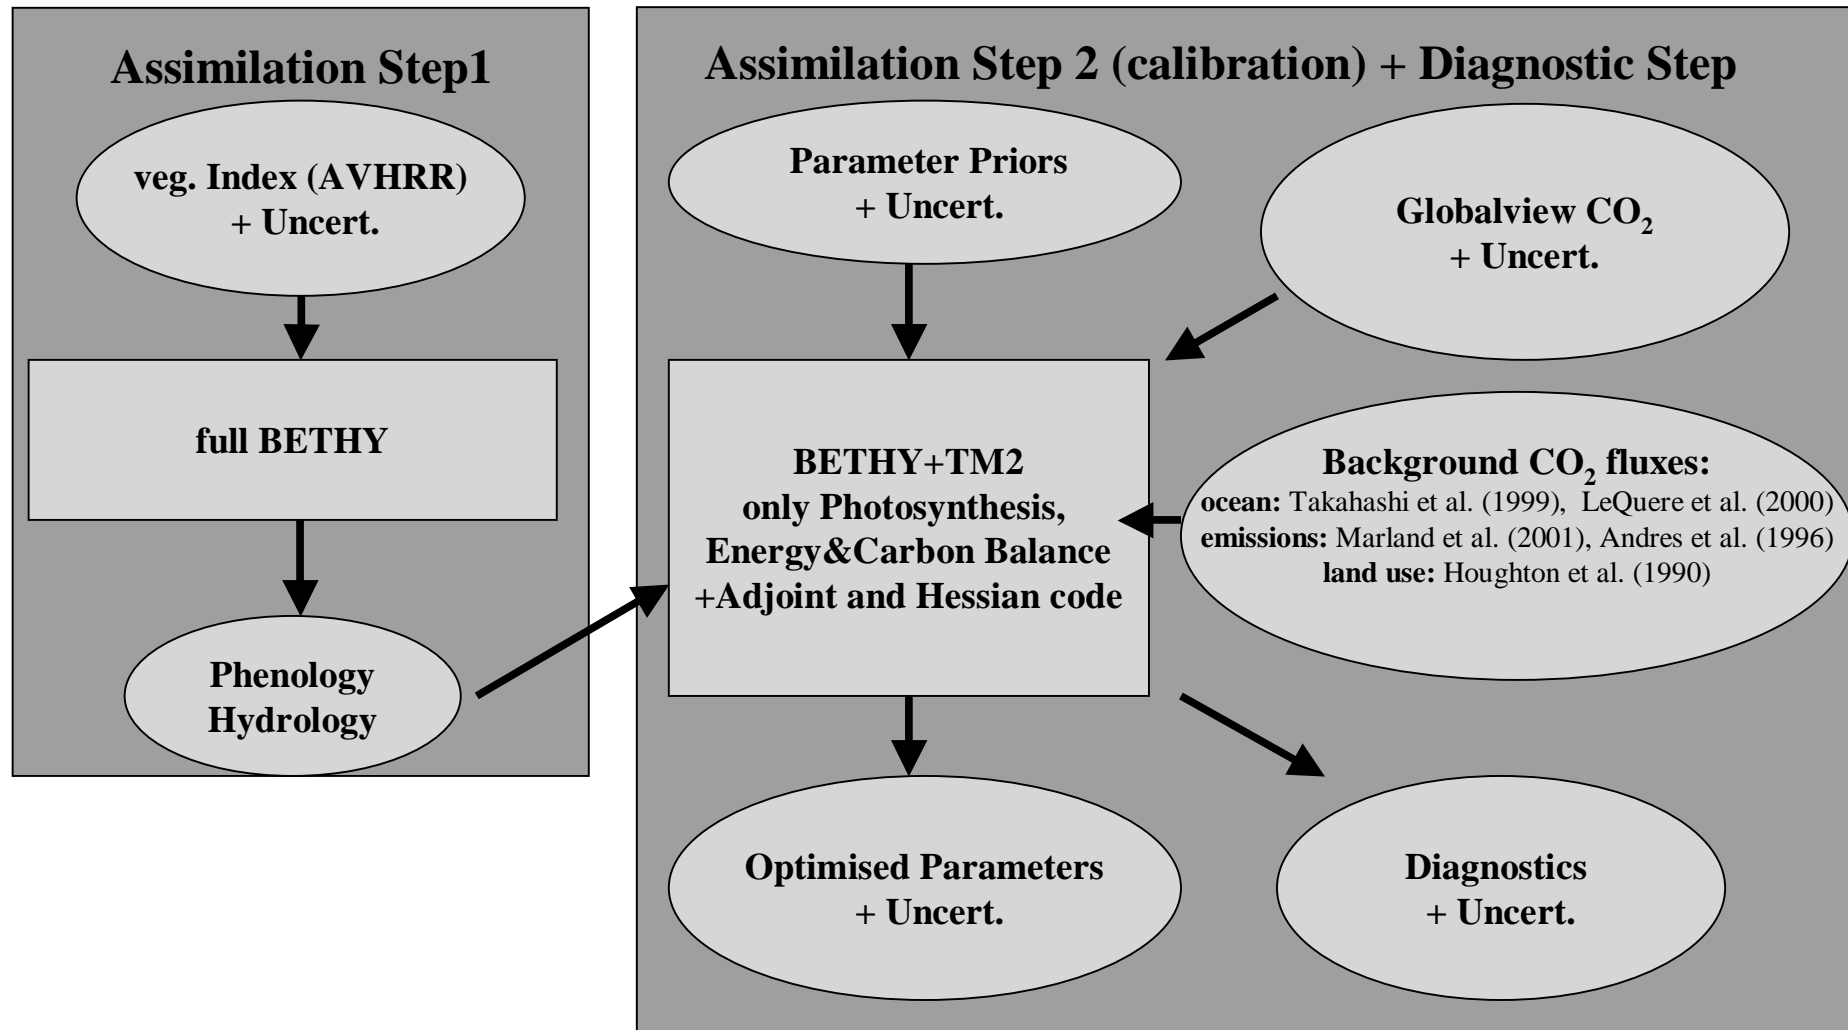 Assimilation Step1
veg. Index (AVHRR)
+ Uncert.
full BETHY
Phenology
Hydrology
Assimilation Step 2 (calibration) + Diagnostic Step
Parameter Priors
+ Uncert.
Globalview CO₂
+ Uncert.
BETHY+TM2
only Photosynthesis,
Energy&Carbon Balance
+Adjoint and Hessian code
Background CO₂ fluxes:
ocean: Takahashi et al. (1999), LeQuere et al. (2000)
emissions: Marland et al. (2001), Andres et al. (1996)
land use: Houghton et al. (1990)
Optimised Parameters
+ Uncert.
Diagnostics
+ Uncert.